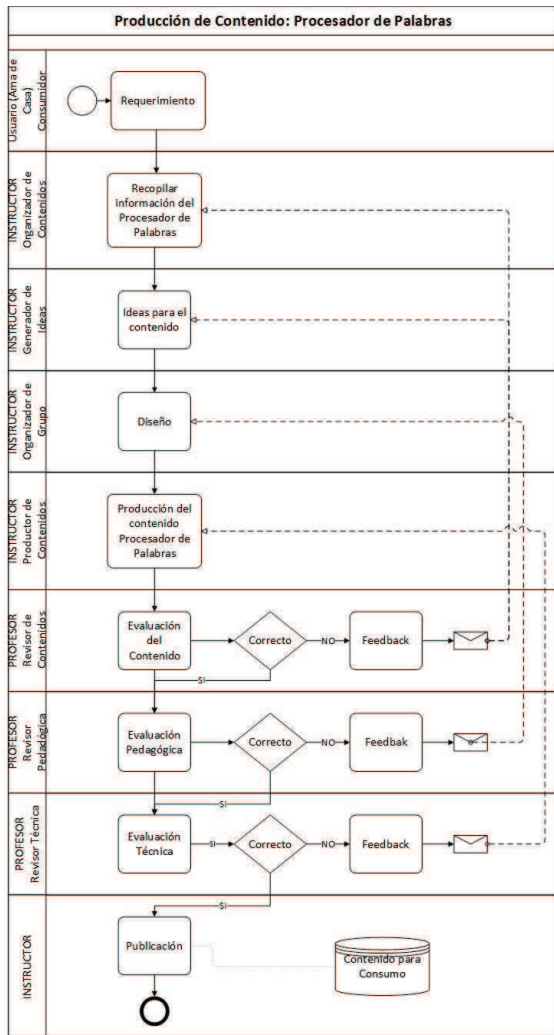 Producción de Contenido: Procesador de Palabras
Usuario (Ama de
Casa)
Consumidor
Requerimiento
INSTRUCTOR
Organizador de
Contenidos
Recopilar
Información del
Procesador de
Palabras
INSTRUCTOR
Generador de
Ideas
Ideas para el
contenido
INSTRUCTOR
Organizador de
Grupo
Diseño
INSTRUCTOR
Productor de
Contenidos
Producción del
contenido
Procesador de
Palabras
PROFESOR
Revisor de
Contenidos
Evaluación
del
Contenido
Correcto
NO
Feedback
SI
PROFESOR
Revisor
Pedadógica
Evaluación
Pedagógica
Correcto
NO
Feedbak
SI
PROFESOR
Revisor Técnica
Evaluación
Técnica
SI
Correcto
NO
Feedback
SI
INSTRUCTOR
Publicación
Contenido para
Consumo